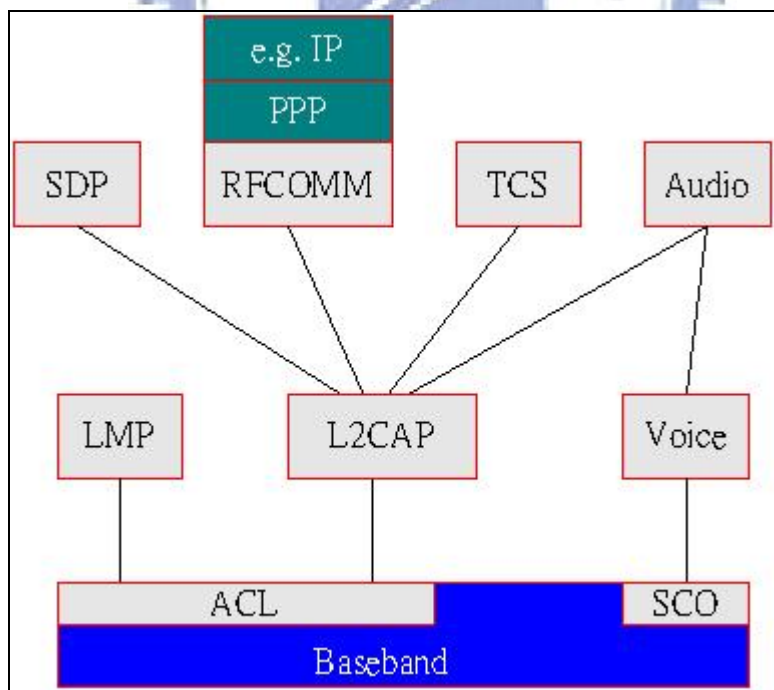 e.g. IP
PPP
SDP
RFCOMM
TCS
Audio
LMP
L2CAP
Voice
ACL
SCO
Baseband